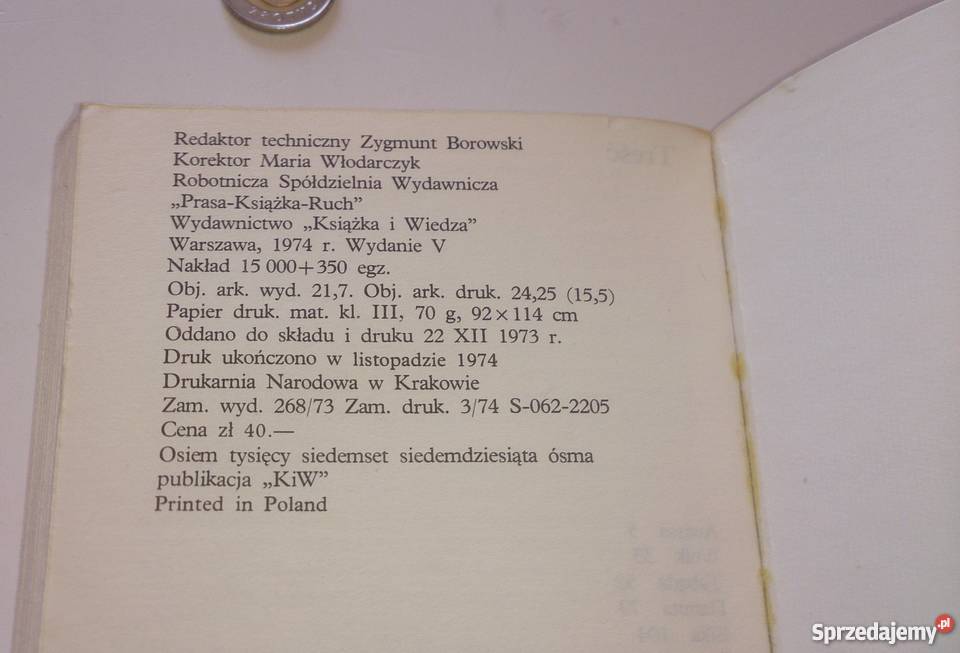 Redaktor techniczny Zygmunt Borowski
Korektor Maria Włodarczyk
Robotnicza Spółdzielnia Wydawnicza
„Prasa-Książka-Ruch”
Wydawnictwo „Książka i Wiedza”
Warszawa, 1974 r. Wydanie V
Nakład 15 000+350 egz.
Obj. ark. wyd. 21,7. Obj. ark. druk. 24,25 (15,5)
Papier druk. mat. kl. III, 70 g, 92×114 cm
Oddano do składu i druku 22 XII 1973 r.
Druk ukończono w listopadzie 1974
Drukarnia Narodowa w Krakowie
Zam. wyd. 268/73 Zam. druk. 3/74 S-062-2205
Cena zł 40.—
Osiem tysięcy siedemset siedemdziesiąta ósma
publikacja „KiW”
Printed in Poland
Sprzedajemy.pl